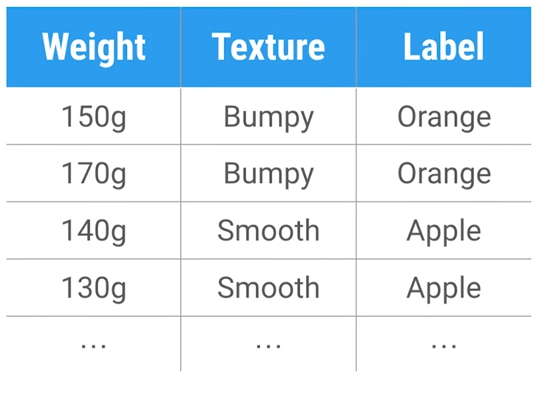 Weight Texture Label
150g Bumpy Orange
170g Bumpy Orange
140g Smooth Apple
130g Smooth Apple
... ... ...